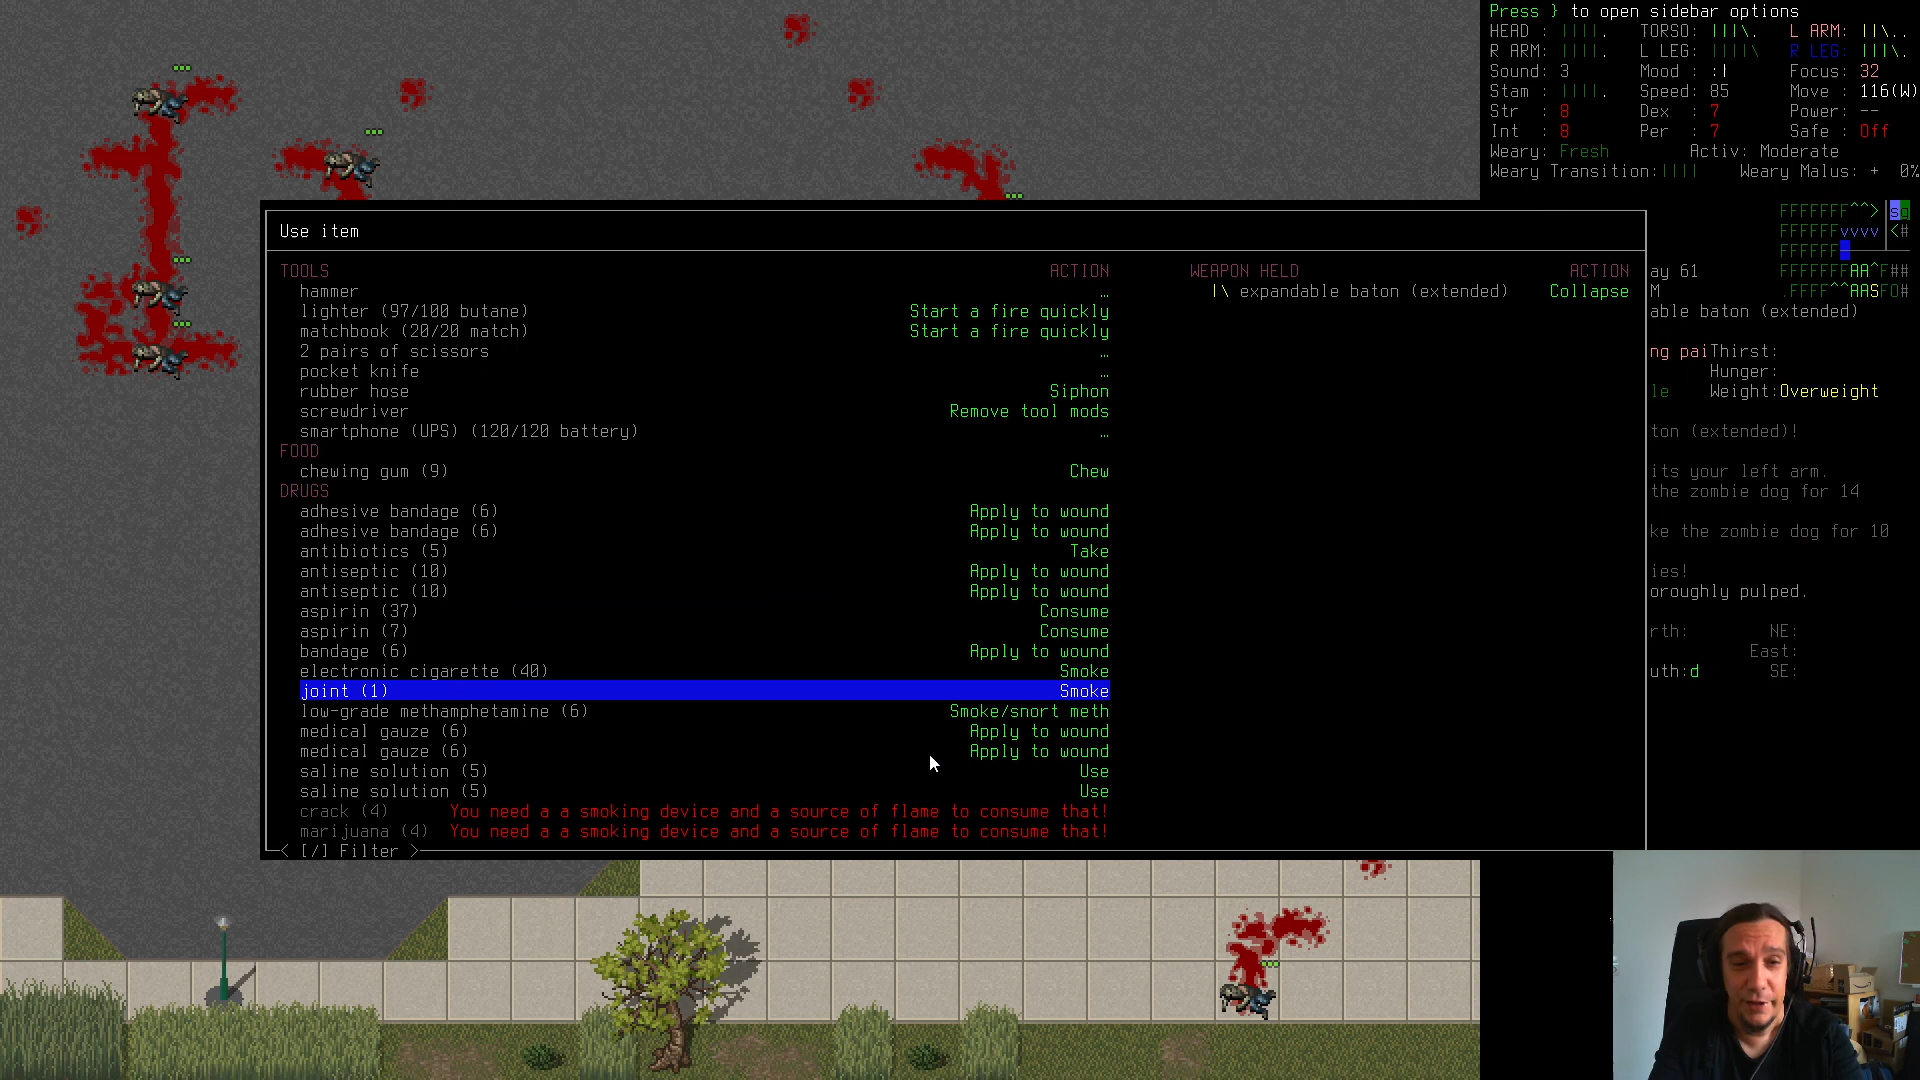 Press } to open sidebar options
HEAD : ||||. TORSO: |||\. L ARM: ||\..
R ARM: ||||. L LEG: ||||\ R LEG: |||\.
Sound: 3 Mood : :| Focus: 32
Stam : ||||. Speed: 85 Move : 116(W)
Str : 8 Dex : 7 Power: --
Int : 8 Per : 7 Safe : Off
Weary: Fresh Activ: Moderate
Weary Transition:|||| Weary Malus: + 0%
FFFFFFF^^> sg
Use item
FFFFFFvvvv <#
FFFFFF
TOOLS ACTION WEAPON HELD ACTION ay 61 FFFFFFFAA^F##
hammer … |\ expandable baton (extended) Collapse M .FFFF^^AASFO#
lighter (97/100 butane) Start a fire quickly able baton (extended)
matchbook (20/20 match) Start a fire quickly
2 pairs of scissors … ng pai Thirst:
pocket knife … Hunger:
rubber hose Siphon le Weight:Overweight
screwdriver Remove tool mods
smartphone (UPS) (120/120 battery) … ton (extended)!
FOOD
chewing gum (9) Chew its your left arm.
DRUGS the zombie dog for 14
adhesive bandage (6) Apply to wound
adhesive bandage (6) Apply to wound ke the zombie dog for 10
antibiotics (5) Take
antiseptic (10) Apply to wound ies!
antiseptic (10) Apply to wound oroughly pulped.
aspirin (37) Consume
aspirin (7) Consume rth: NE:
bandage (6) Apply to wound East:
electronic cigarette (40) Smoke uth:d SE:
joint (1) Smoke
low-grade methamphetamine (6) Smoke/snort meth
medical gauze (6) Apply to wound
medical gauze (6) Apply to wound
saline solution (5) Use
saline solution (5) Use
crack (4) You need a a smoking device and a source of flame to consume that!
marijuana (4) You need a a smoking device and a source of flame to consume that!
< [/] Filter >